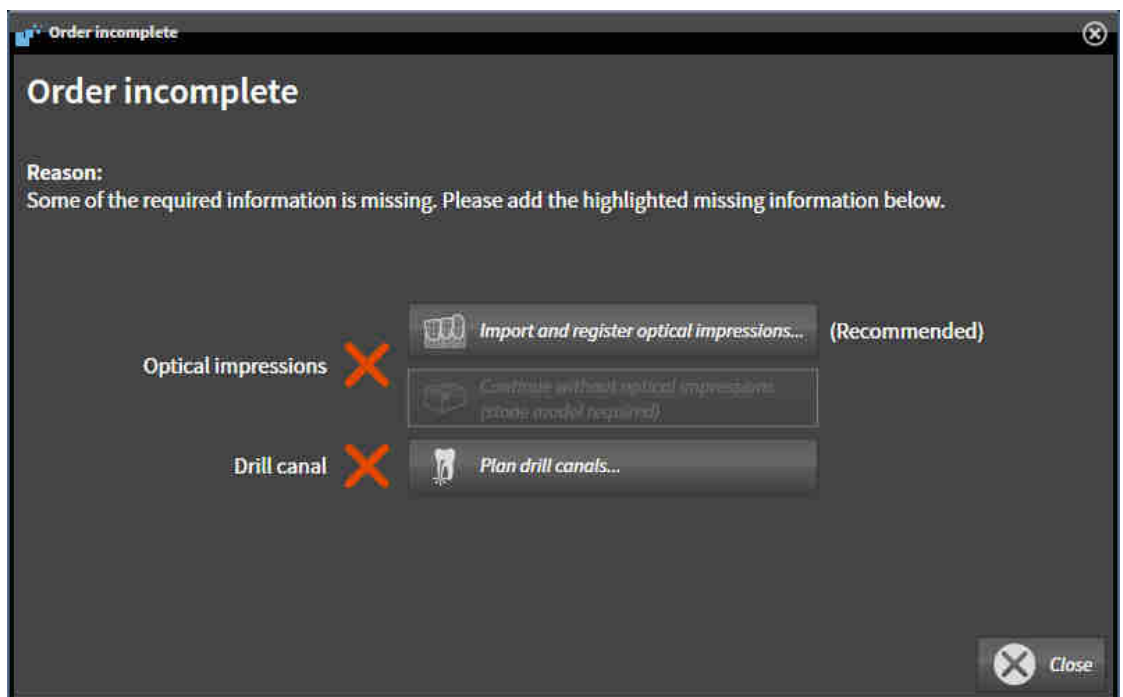 Order incomplete
Order incomplete
Reason:
Some of the required information is missing. Please add the highlighted missing information below.
Import and register optical impressions... (Recommended)
Optical impressions
Continue without optical impressions
(stone model required)
Drill canal Plan drill canals...
Close